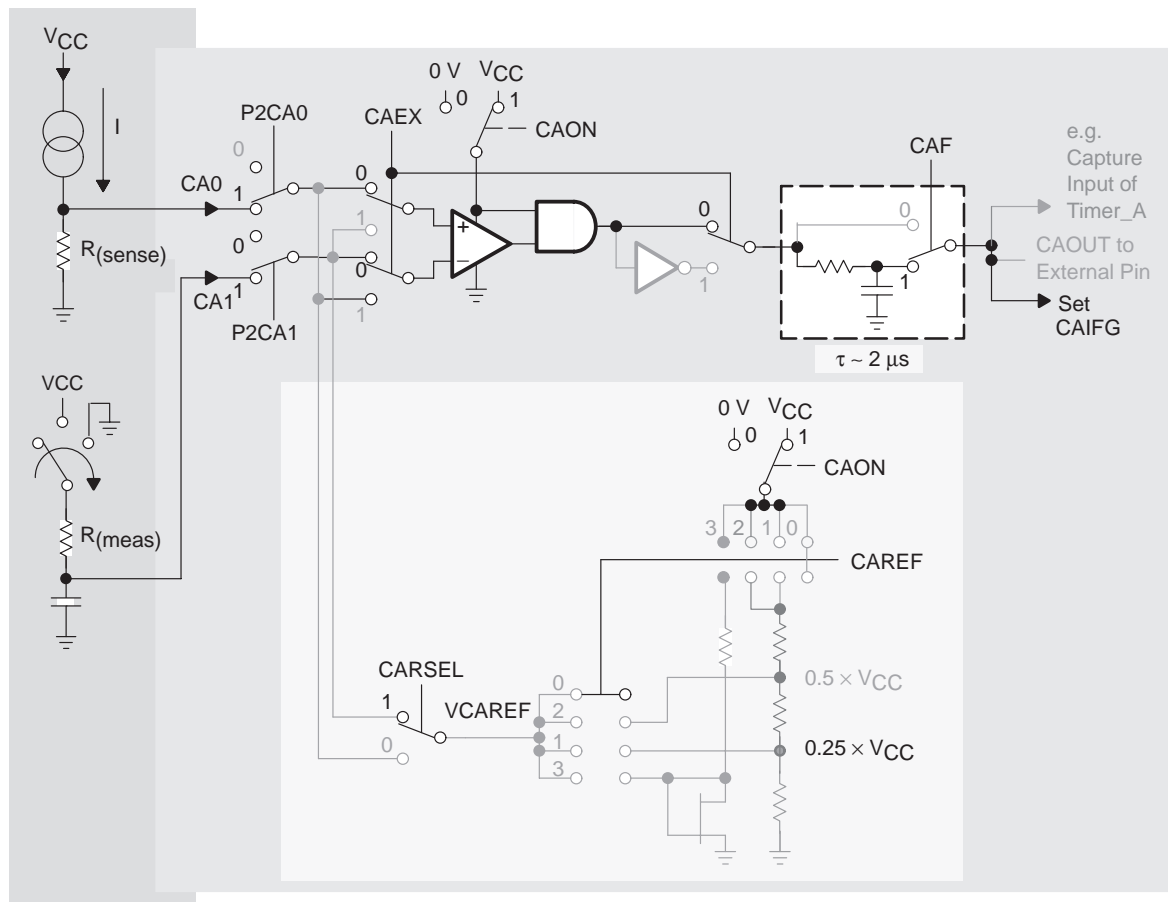 VCC
I
R(sense)
CA0
P2CA0
0
1
CAEX
0
1
0 V
0
VCC
1
CAON
+
−
0
1
CAF
0
1
e.g.
Capture
Input of
Timer_A
CAOUT to
External Pin
Set
CAIFG
0
1
CA1
P2CA1
0
1
τ ~ 2 μs
VCC
R(meas)
0 V
0
VCC
1
CAON
3
2
1
0
CAREF
CARSEL
1
0
VCAREF
0
2
1
3
0.5 × VCC
0.25 × VCC